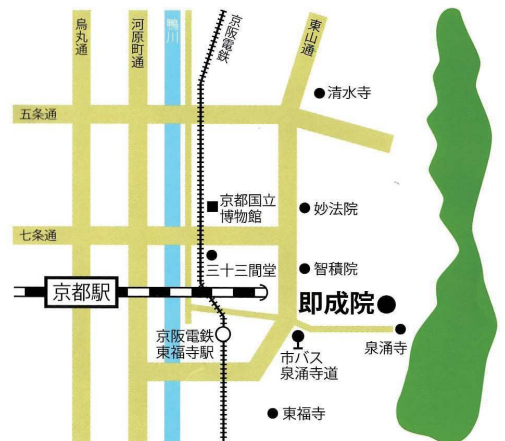 烏丸通
河原町通
鴨川
京阪電鉄
東山通
清水寺
五条通
京都国立
博物館
妙法院
七条通
三十三間堂
智積院
京都駅
即成院
京阪電鉄
東福寺駅
市バス
泉涌寺道
泉涌寺
東福寺